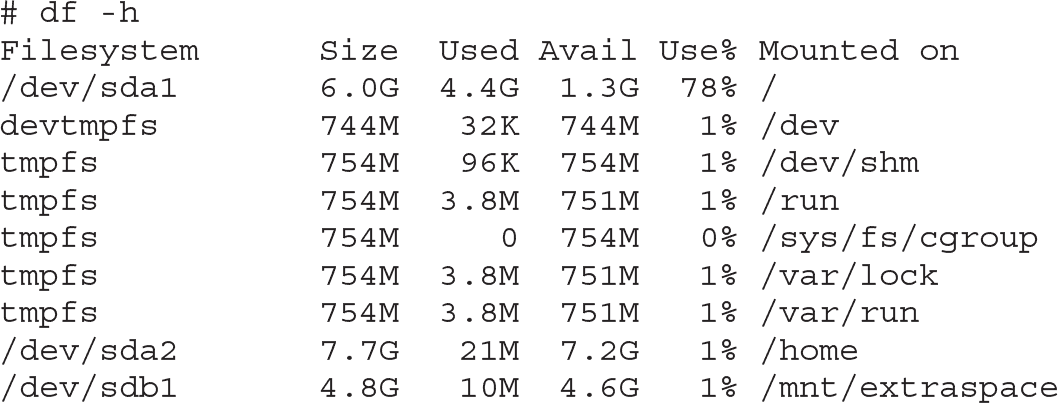 # df -h
Filesystem      Size  Used Avail Use% Mounted on
/dev/sda1       6.0G  4.4G  1.3G  78% /
devtmpfs        744M   32K  744M   1% /dev
tmpfs           754M   96K  754M   1% /dev/shm
tmpfs           754M  3.8M  751M   1% /run
tmpfs           754M     0  754M   0% /sys/fs/cgroup
tmpfs           754M  3.8M  751M   1% /var/lock
tmpfs           754M  3.8M  751M   1% /var/run
/dev/sda2       7.7G   21M  7.2G   1% /home
/dev/sdb1       4.8G   10M  4.6G   1% /mnt/extraspace